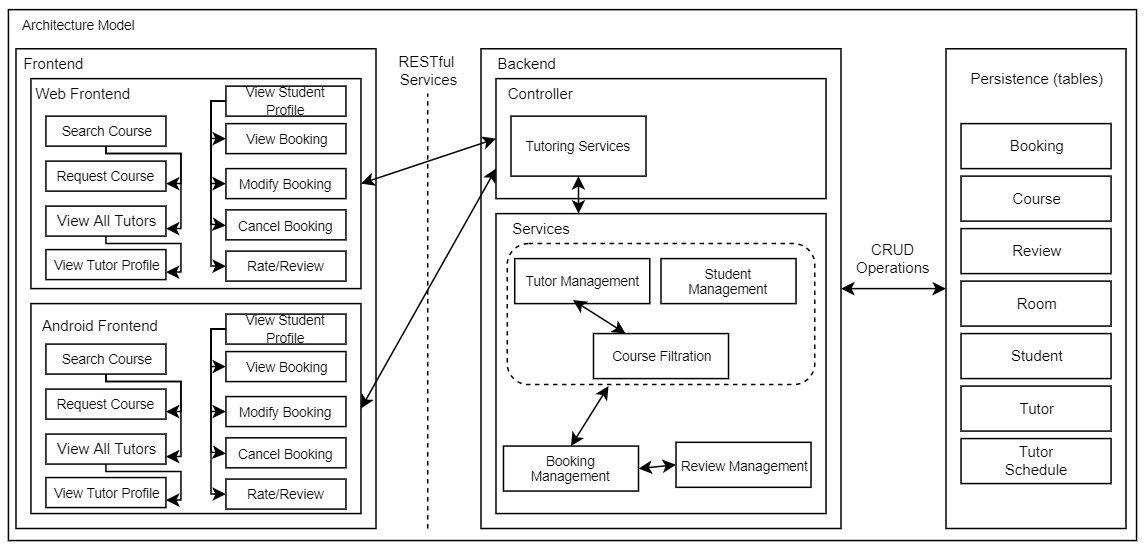 Architecture Model
Frontend
Web Frontend
Search Course
Request Course
View All Tutors
View Tutor Profile
View Student
Profile
View Booking
Modify Booking
Cancel Booking
Rate/Review
Android Frontend
Search Course
Request Course
View All Tutors
View Tutor Profile
View Student
Profile
View Booking
Modify Booking
Cancel Booking
Rate/Review
RESTful
Services
Backend
Controller
Tutoring Services
Services
Tutor Management
Student
Management
Course Filtration
Booking
Management
Review Management
CRUD
Operations
Persistence (tables)
Booking
Course
Review
Room
Student
Tutor
Tutor
Schedule